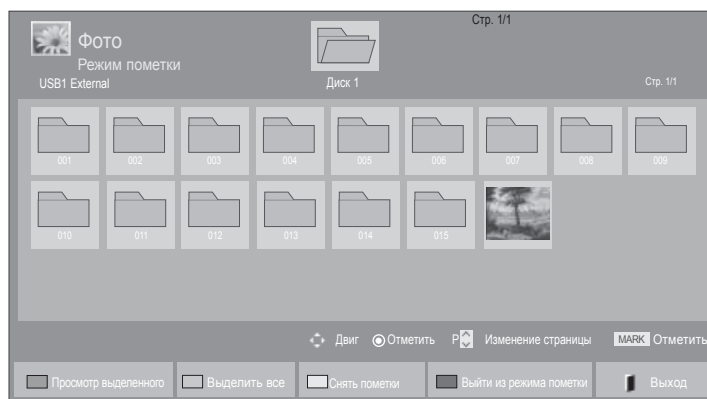 Стр. 1/1
Фото
Режим пометки
USB1 External
Диск 1
Стр. 1/1
001 002 003 004 005 006 007 008 009
010 011 012 013 014 015
Двиг Отметить P Изменение страницы MARK Отметить
Просмотр выделенного Выделить все Снять пометки Выйти из режима пометки Выход